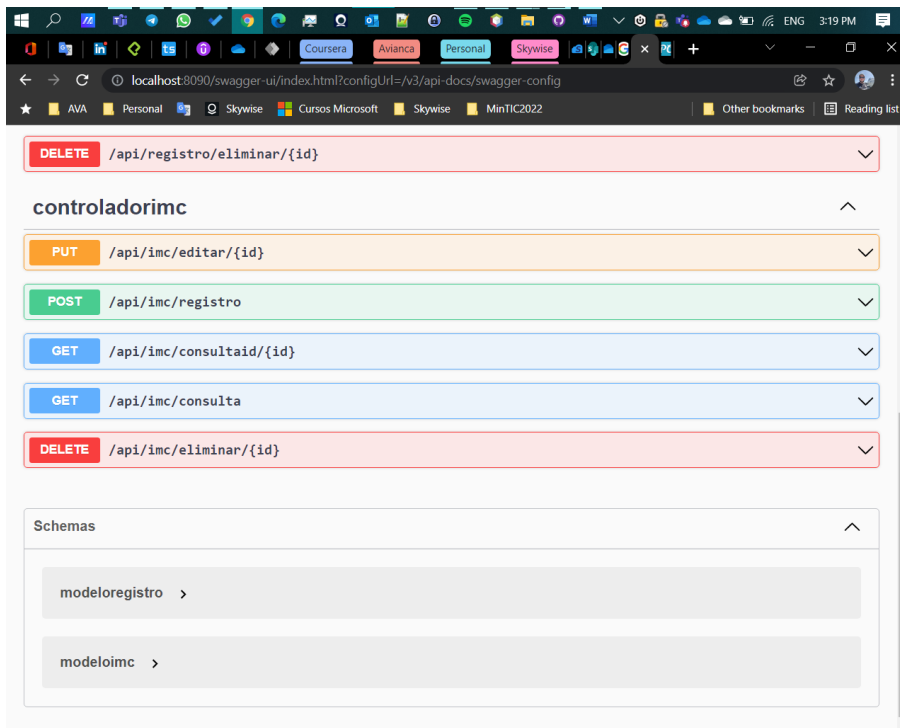 ENG 3:19 PM
ts Coursera Avianca Personal Skywise
localhost:8090/swagger-ui/index.html?configUrl=/v3/api-docs/swagger-config
AVA Personal Skywise Cursos Microsoft Skywise MinTIC2022 Other bookmarks Reading list
DELETE /api/registro/eliminar/{id}
controladorimc
PUT /api/imc/editar/{id}
POST /api/imc/registro
GET /api/imc/consultaid/{id}
GET /api/imc/consulta
DELETE /api/imc/eliminar/{id}
Schemas
modeloregistro
modeloimc